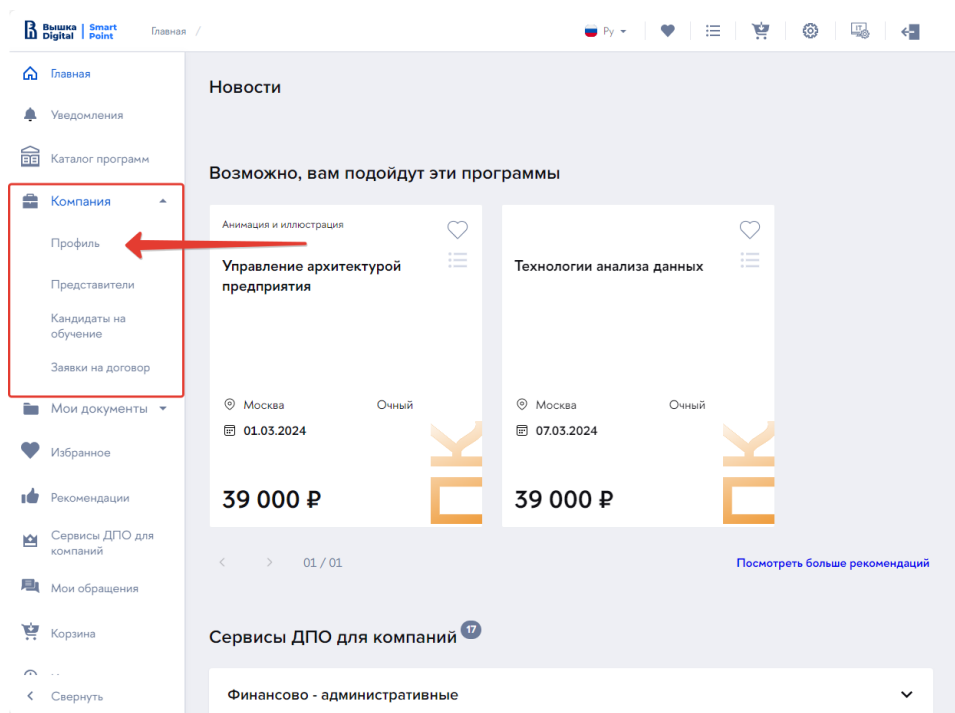 Вышка
Digital
Smart
Point
Главная /
Ру
Главная
Уведомления
Каталог программ
Компания
Профиль
Представители
Кандидаты на
обучение
Заявки на договор
Мои документы
Избранное
Рекомендации
Сервисы ДПО для
компаний
Мои обращения
Корзина
Свернуть
Новости
Возможно, вам подойдут эти программы
Анимация и иллюстрация
Управление архитектурой
предприятия
Москва
Очный
01.03.2024
39 000 ₽
ПК
Технологии анализа данных
Москва
Очный
07.03.2024
39 000 ₽
ПК
01 / 01
Посмотреть больше рекомендаций
Сервисы ДПО для компаний 17
Финансово - административные